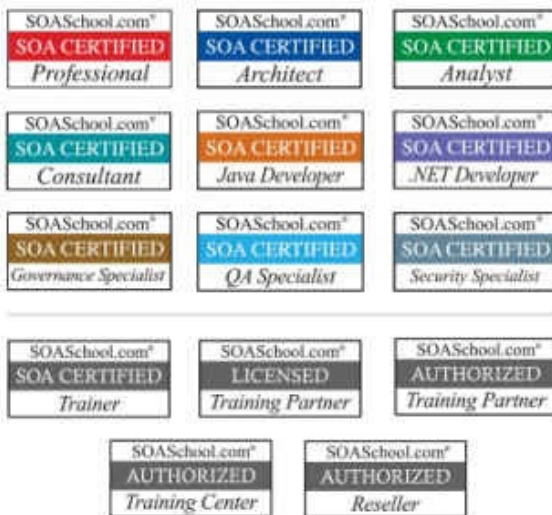 SOASchool.com®
SOA CERTIFIED
Professional
SOASchool.com®
SOA CERTIFIED
Architect
SOASchool.com®
SOA CERTIFIED
Analyst
SOASchool.com®
SOA CERTIFIED
Consultant
SOASchool.com®
SOA CERTIFIED
Java Developer
SOASchool.com®
SOA CERTIFIED
.NET Developer
SOASchool.com®
SOA CERTIFIED
Governance Specialist
SOASchool.com®
SOA CERTIFIED
QA Specialist
SOASchool.com®
SOA CERTIFIED
Security Specialist
SOASchool.com®
SOA CERTIFIED
Trainer
SOASchool.com®
LICENSED
Training Partner
SOASchool.com®
AUTHORIZED
Training Partner
SOASchool.com®
AUTHORIZED
Training Center
SOASchool.com®
AUTHORIZED
Reseller